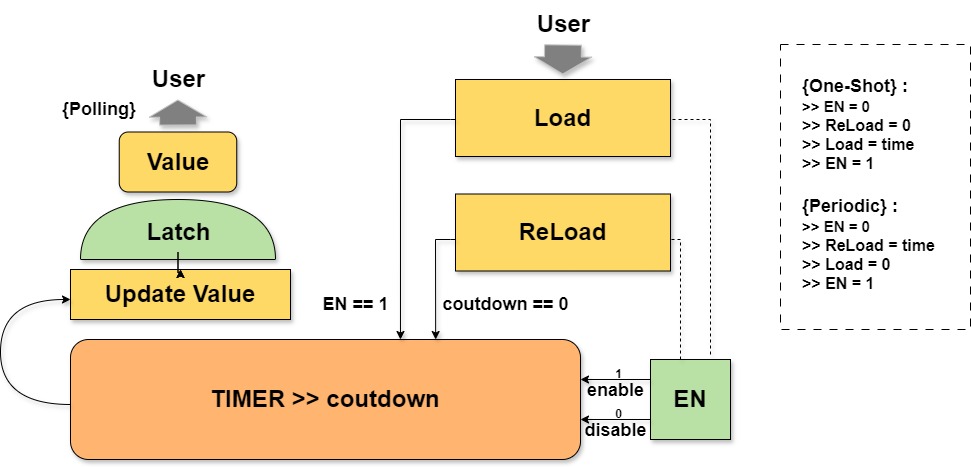 User
User
{Polling}
Value
Latch
Update Value
Load
ReLoad
EN == 1
coutdown == 0
TIMER >> coutdown
1
enable
0
disable
EN
{One-Shot} :
>> EN = 0
>> ReLoad = 0
>> Load = time
>> EN = 1
{Periodic} :
>> EN = 0
>> ReLoad = time
>> Load = 0
>> EN = 1